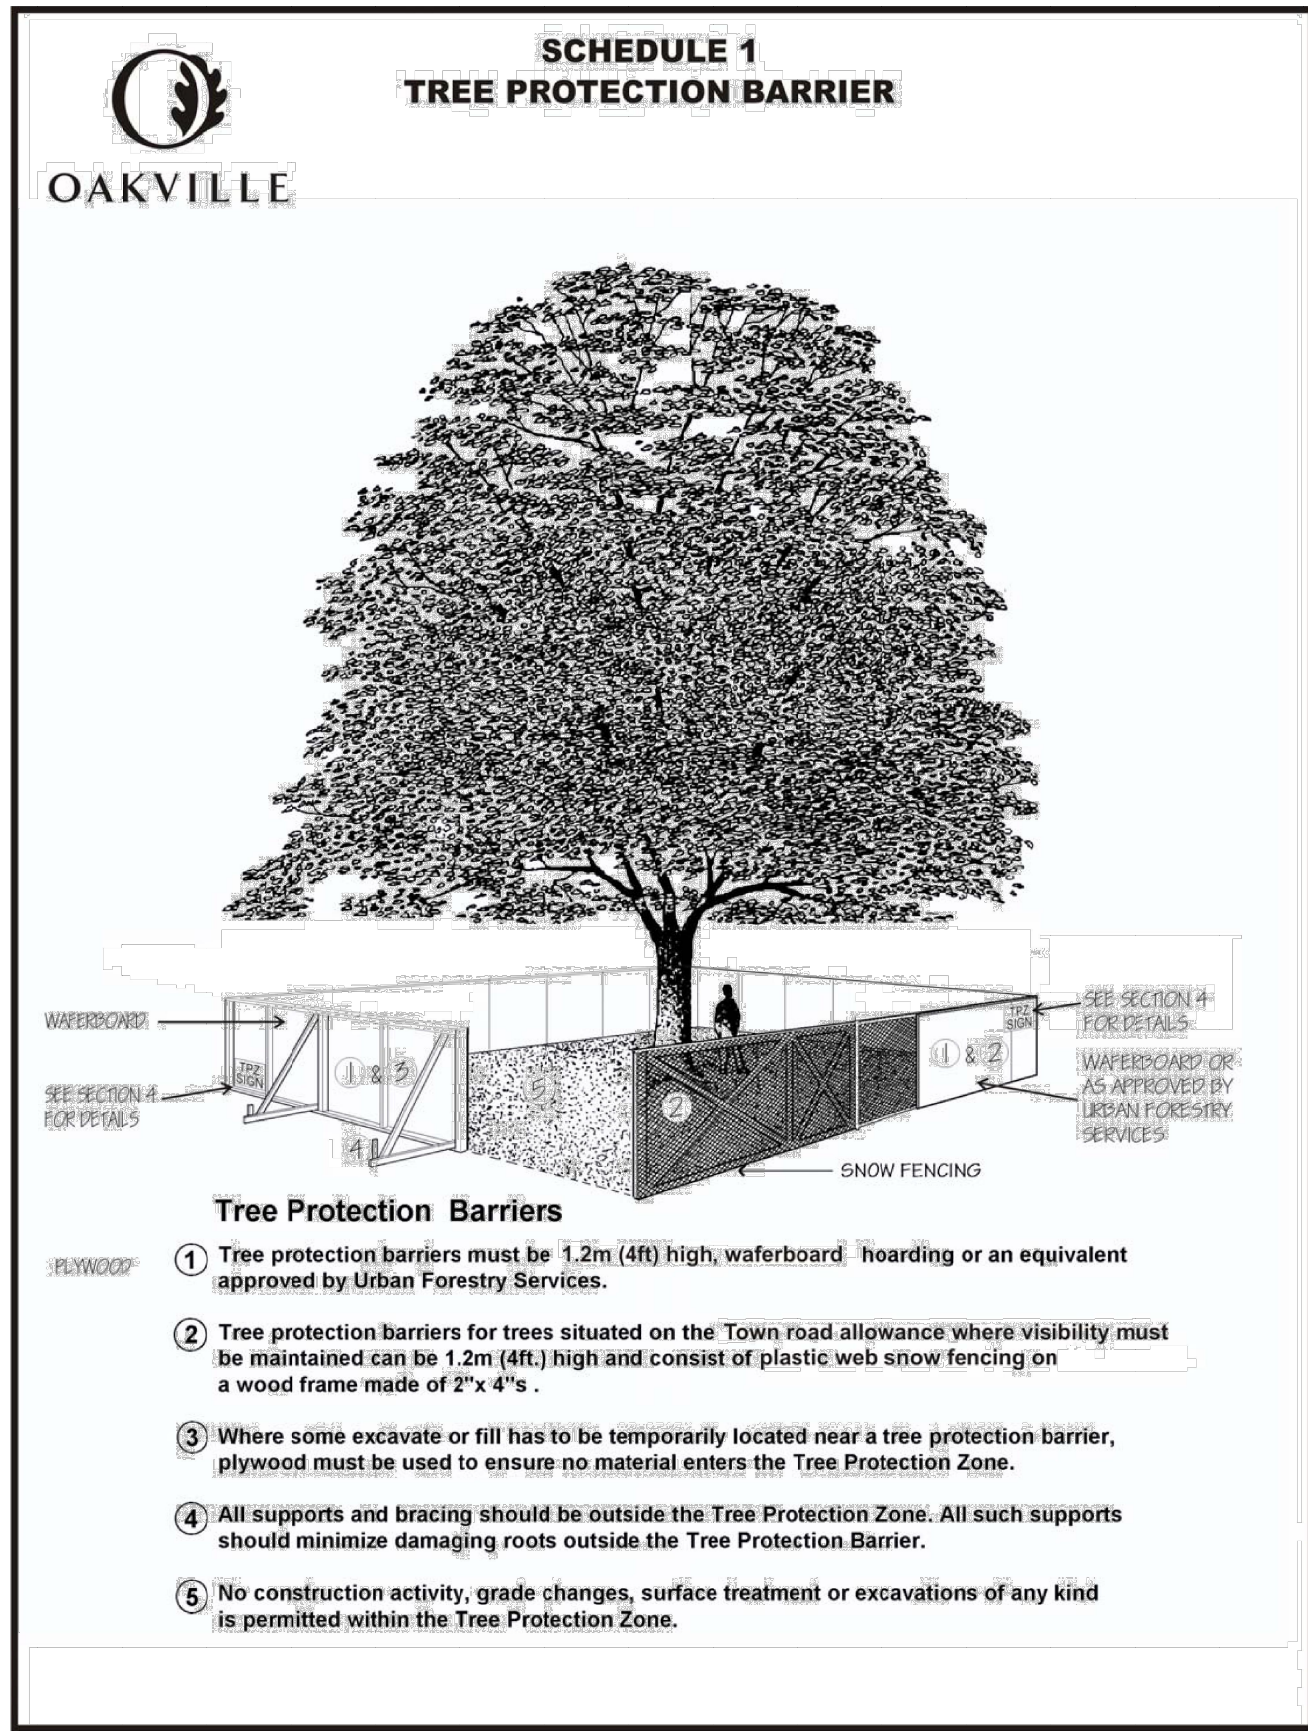 SCHEDULE 1
TREE PROTECTION BARRIER
OAKVILLE
WAFERBOARD
SEE SECTION 4
FOR DETAILS
TPZ
SIGN
1 & 3
4
5
2
TPZ
SIGN
1 & 2
SEE SECTION 4
FOR DETAILS
WAFERBOARD OR
AS APPROVED BY
URBAN FORESTRY
SERVICES
SNOW FENCING
Tree Protection Barriers
PLYWOOD
1 Tree protection barriers must be 1.2m (4ft) high, waferboard hoarding or an equivalent
approved by Urban Forestry Services.
2 Tree protection barriers for trees situated on the Town road allowance where visibility must
be maintained can be 1.2m (4ft.) high and consist of plastic web snow fencing on
a wood frame made of 2"x 4"s .
3 Where some excavate or fill has to be temporarily located near a tree protection barrier,
plywood must be used to ensure no material enters the Tree Protection Zone.
4 All supports and bracing should be outside the Tree Protection Zone. All such supports
should minimize damaging roots outside the Tree Protection Barrier.
5 No construction activity, grade changes, surface treatment or excavations of any kind
is permitted within the Tree Protection Zone.